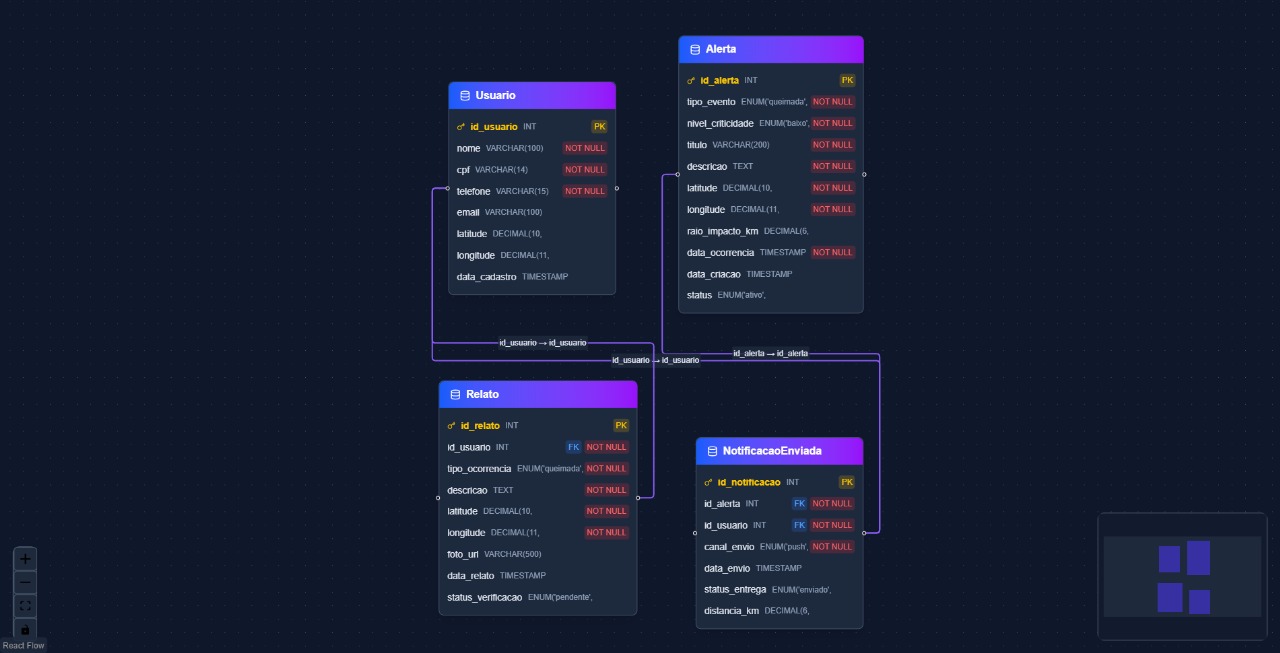 Usuario
id_usuario INT PK
nome VARCHAR(100) NOT NULL
cpf VARCHAR(14) NOT NULL
telefone VARCHAR(15) NOT NULL
email VARCHAR(100)
latitude DECIMAL(10,
longitude DECIMAL(11,
data_cadastro TIMESTAMP
Alerta
id_alerta INT PK
tipo_evento ENUM('queimada', NOT NULL
nivel_criticidade ENUM('baixo', NOT NULL
titulo VARCHAR(200) NOT NULL
descricao TEXT NOT NULL
latitude DECIMAL(10, NOT NULL
longitude DECIMAL(11, NOT NULL
raio_impacto_km DECIMAL(6,
data_ocorrencia TIMESTAMP NOT NULL
data_criacao TIMESTAMP
status ENUM('ativo',
id_usuario → id_usuario
id_usuario → id_usuario
id_alerta → id_alerta
Relato
id_relato INT PK
id_usuario INT FK NOT NULL
tipo_ocorrencia ENUM('queimada', NOT NULL
descricao TEXT NOT NULL
latitude DECIMAL(10, NOT NULL
longitude DECIMAL(11, NOT NULL
foto_url VARCHAR(500)
data_relato TIMESTAMP
status_verificacao ENUM('pendente',
NotificacaoEnviada
id_notificacao INT PK
id_alerta INT FK NOT NULL
id_usuario INT FK NOT NULL
canal_envio ENUM('push', NOT NULL
data_envio TIMESTAMP
status_entrega ENUM('enviado',
distancia_km DECIMAL(6,
React Flow